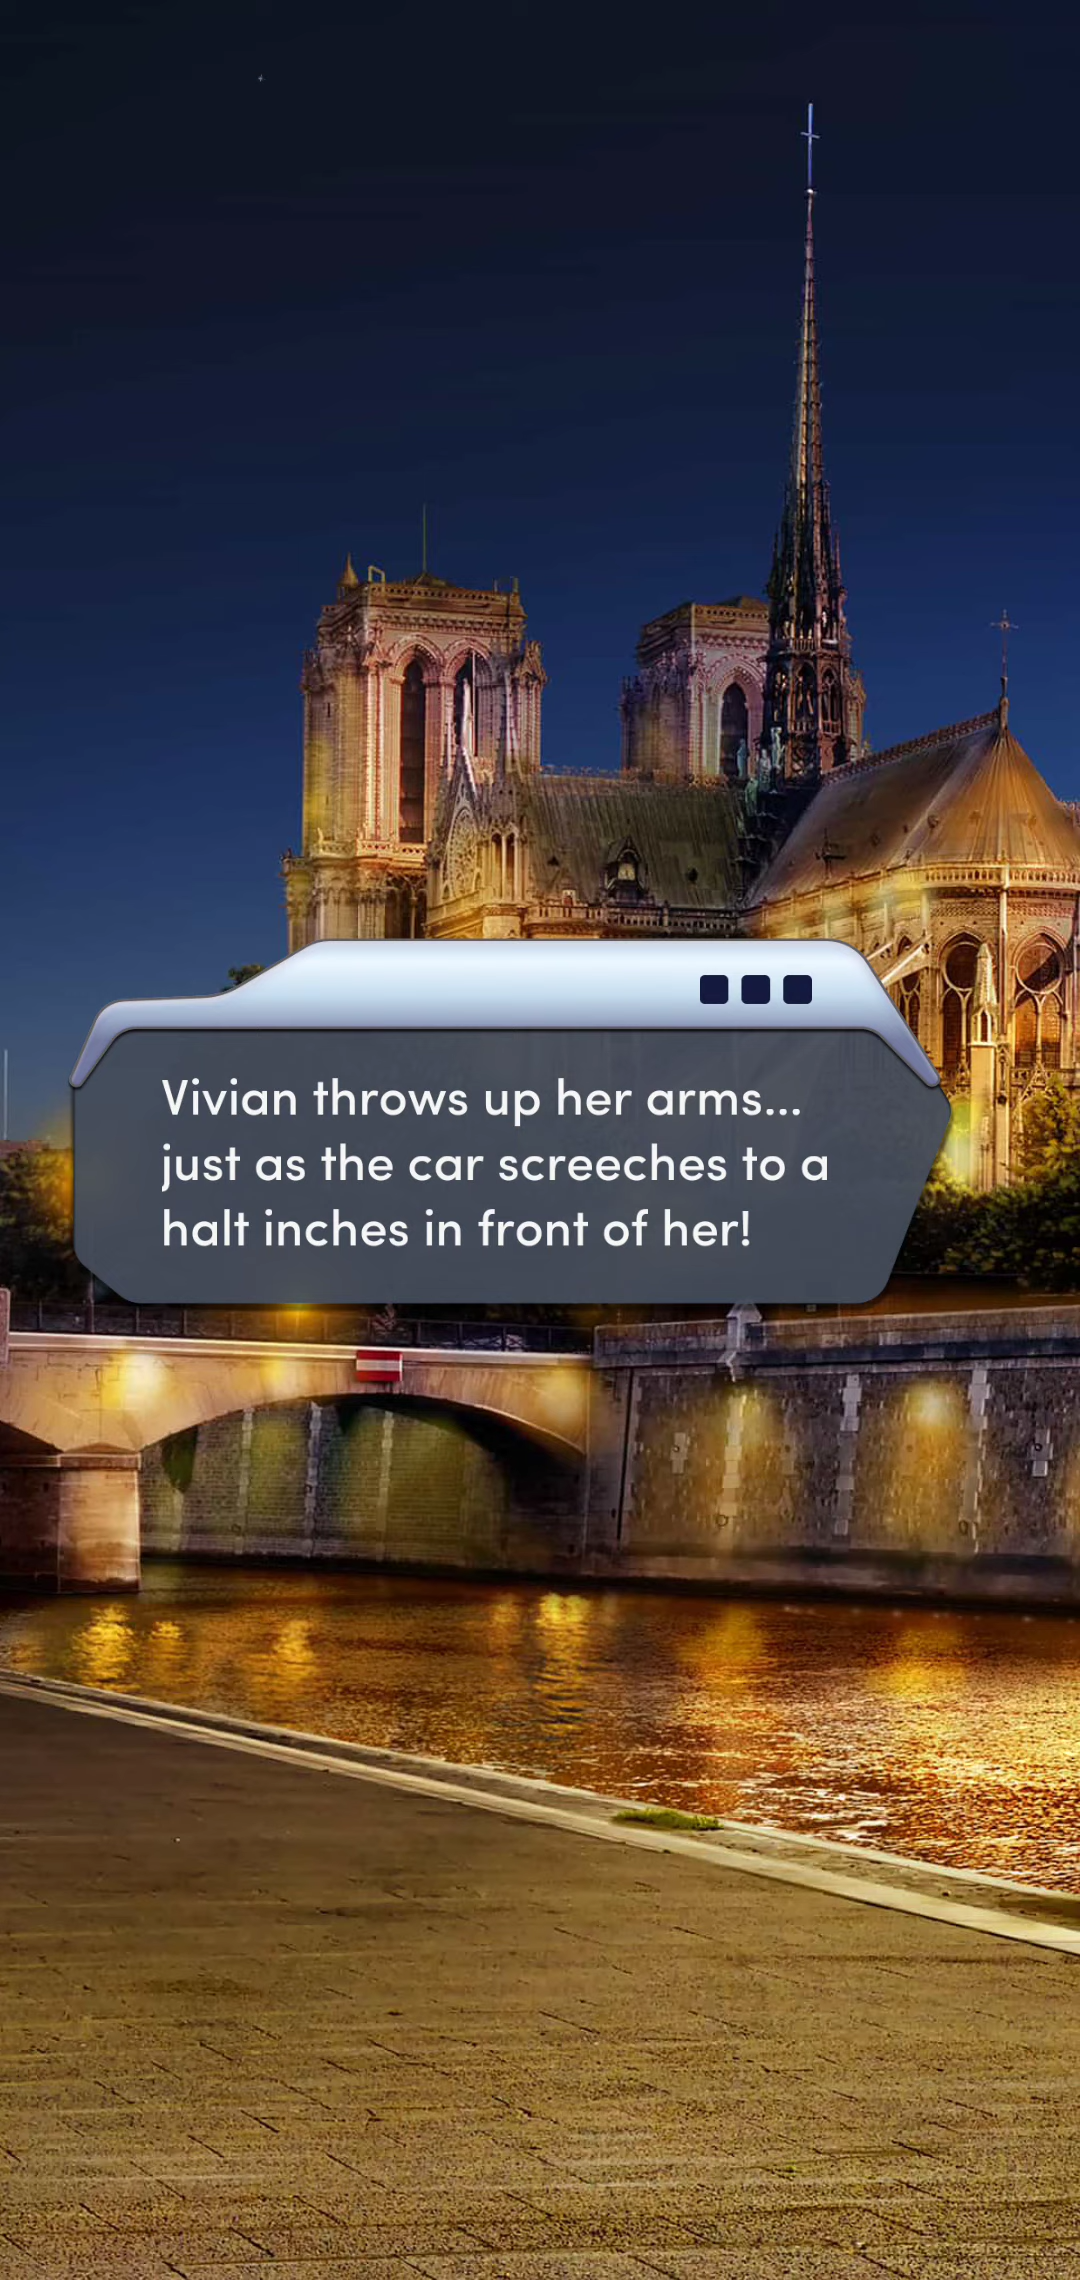 Vivian throws up her arms...
just as the car screeches to a
halt inches in front of her!